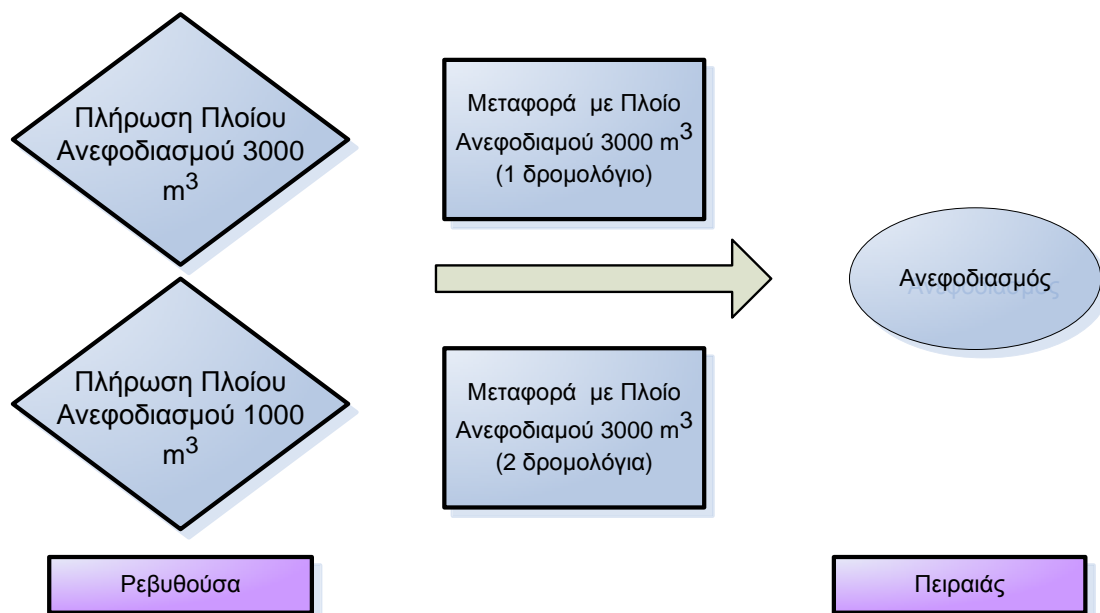 Πλήρωση Πλοίου
Ανεφοδιασμού 3000
m³
Μεταφορά με Πλοίο
Ανεφοδιαμού 3000 m³
(1 δρομολόγιο)
Ανεφοδιασμός
Πλήρωση Πλοίου
Ανεφοδιασμού 1000
m³
Μεταφορά με Πλοίο
Ανεφοδιαμού 3000 m³
(2 δρομολόγια)
Ρεβυθούσα
Πειραιάς